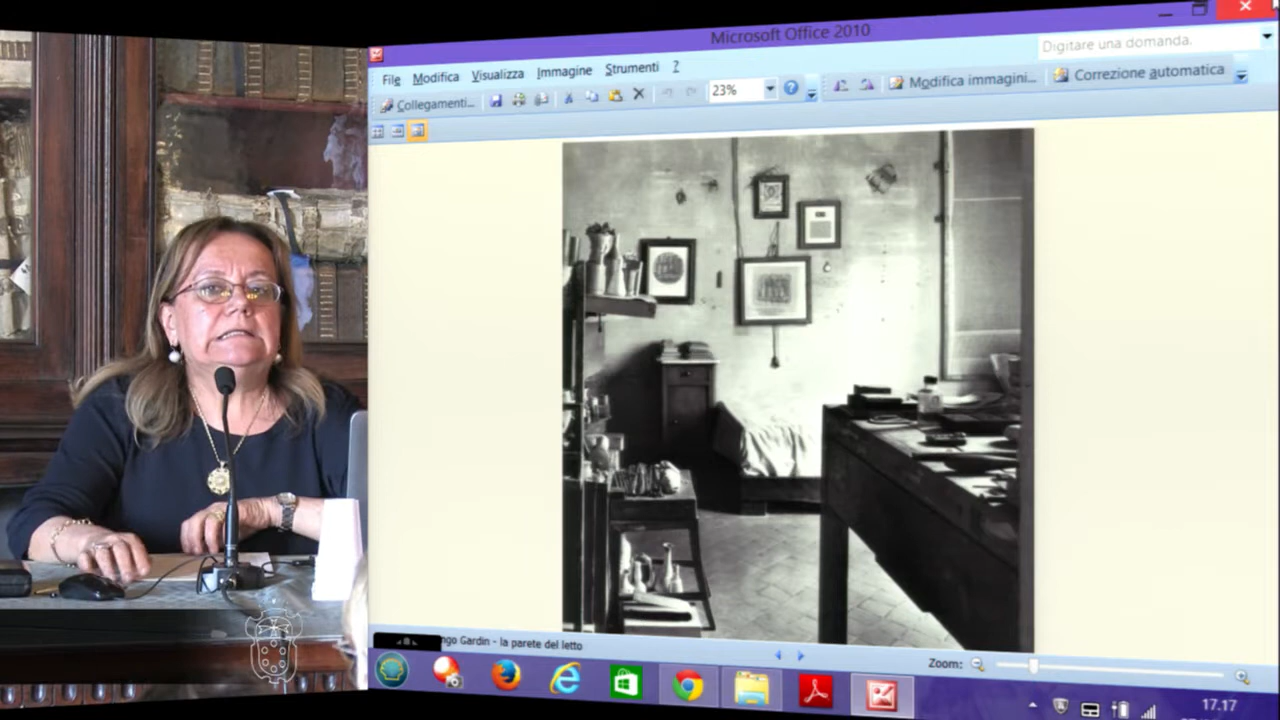 Microsoft Office 2010
Digitare una domanda.
File Modifica Visualizza Immagine Strumenti ?
Collegamenti... 23% Modifica immagini... Correzione automatica
Gardin - la parete del letto
Zoom:
17.17